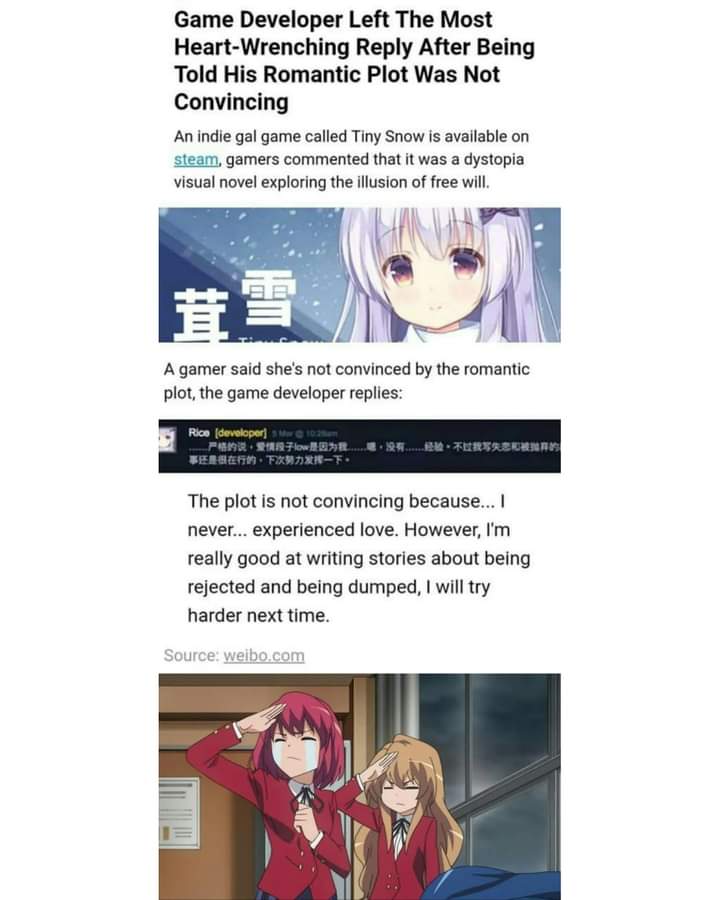 Game Developer Left The Most
Heart-Wrenching Reply After Being
Told His Romantic Plot Was Not
Convincing
An indie gal game called Tiny Snow is available on
steam, gamers commented that it was a dystopia
visual novel exploring the illusion of free will.
茸雪
Tiny Snow
A gamer said she's not convinced by the romantic
plot, the game developer replies:
Rice [developer] 5 Mar @ 10:26am
……严格的说，爱情段子low是因为我……嗯，没有……经验。不过我写失恋和被抛弃的
事还是很在行的，下次努力发挥一下。
The plot is not convincing because... I
never... experienced love. However, I'm
really good at writing stories about being
rejected and being dumped, I will try
harder next time.
Source: weibo.com